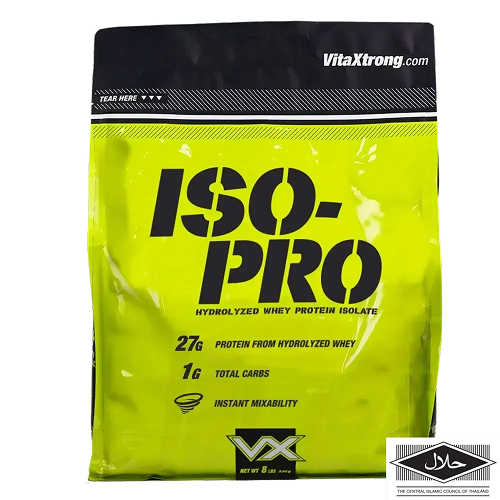 VitaXtrong.com
TEAR HERE
ISO-
PRO
HYDROLYZED WHEY PROTEIN ISOLATE
27G PROTEIN FROM HYDROLYZED WHEY
1G TOTAL CARBS
INSTANT MIXABILITY
VX
NET WT 8 LBS
حلال
THE CENTRAL ISLAMIC COUNCIL OF THAILAND